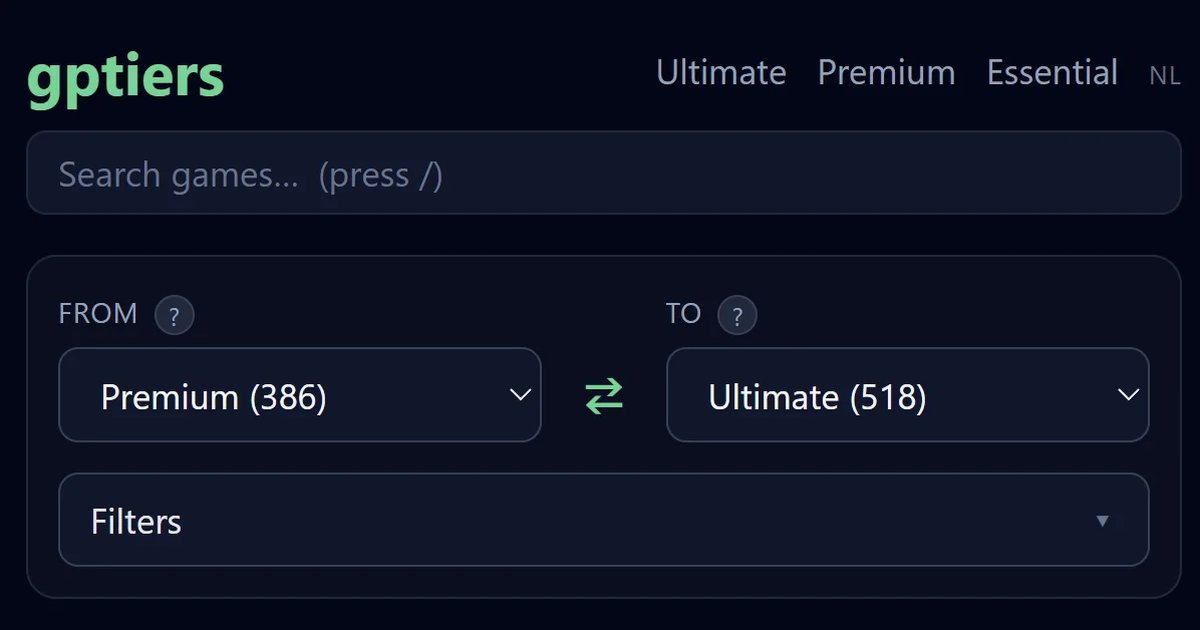 gptiers Ultimate Premium Essential NL
Search games... (press /)
FROM ? TO ?
Premium (386) Ultimate (518)
Filters